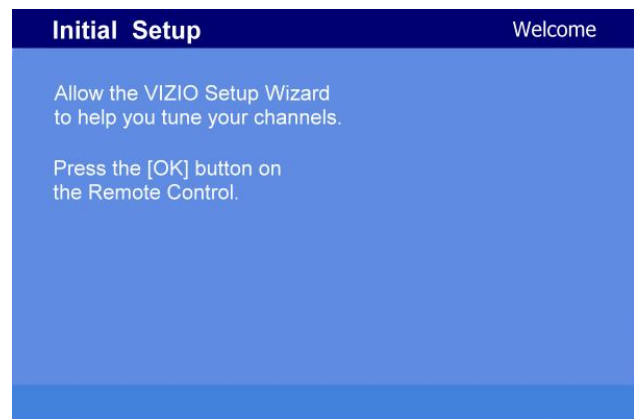 Initial Setup
Welcome
Allow the VIZIO Setup Wizard
to help you tune your channels.
Press the [OK] button on
the Remote Control.